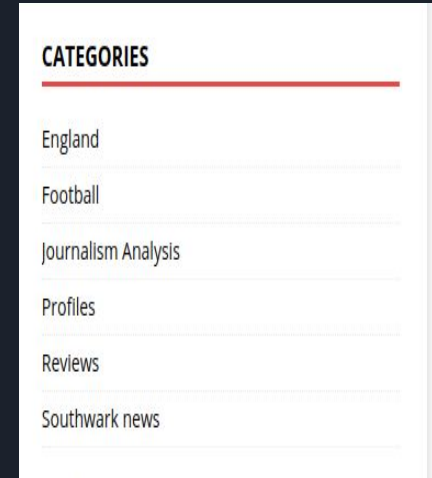 CATEGORIES
England
Football
Journalism Analysis
Profiles
Reviews
Southwark news